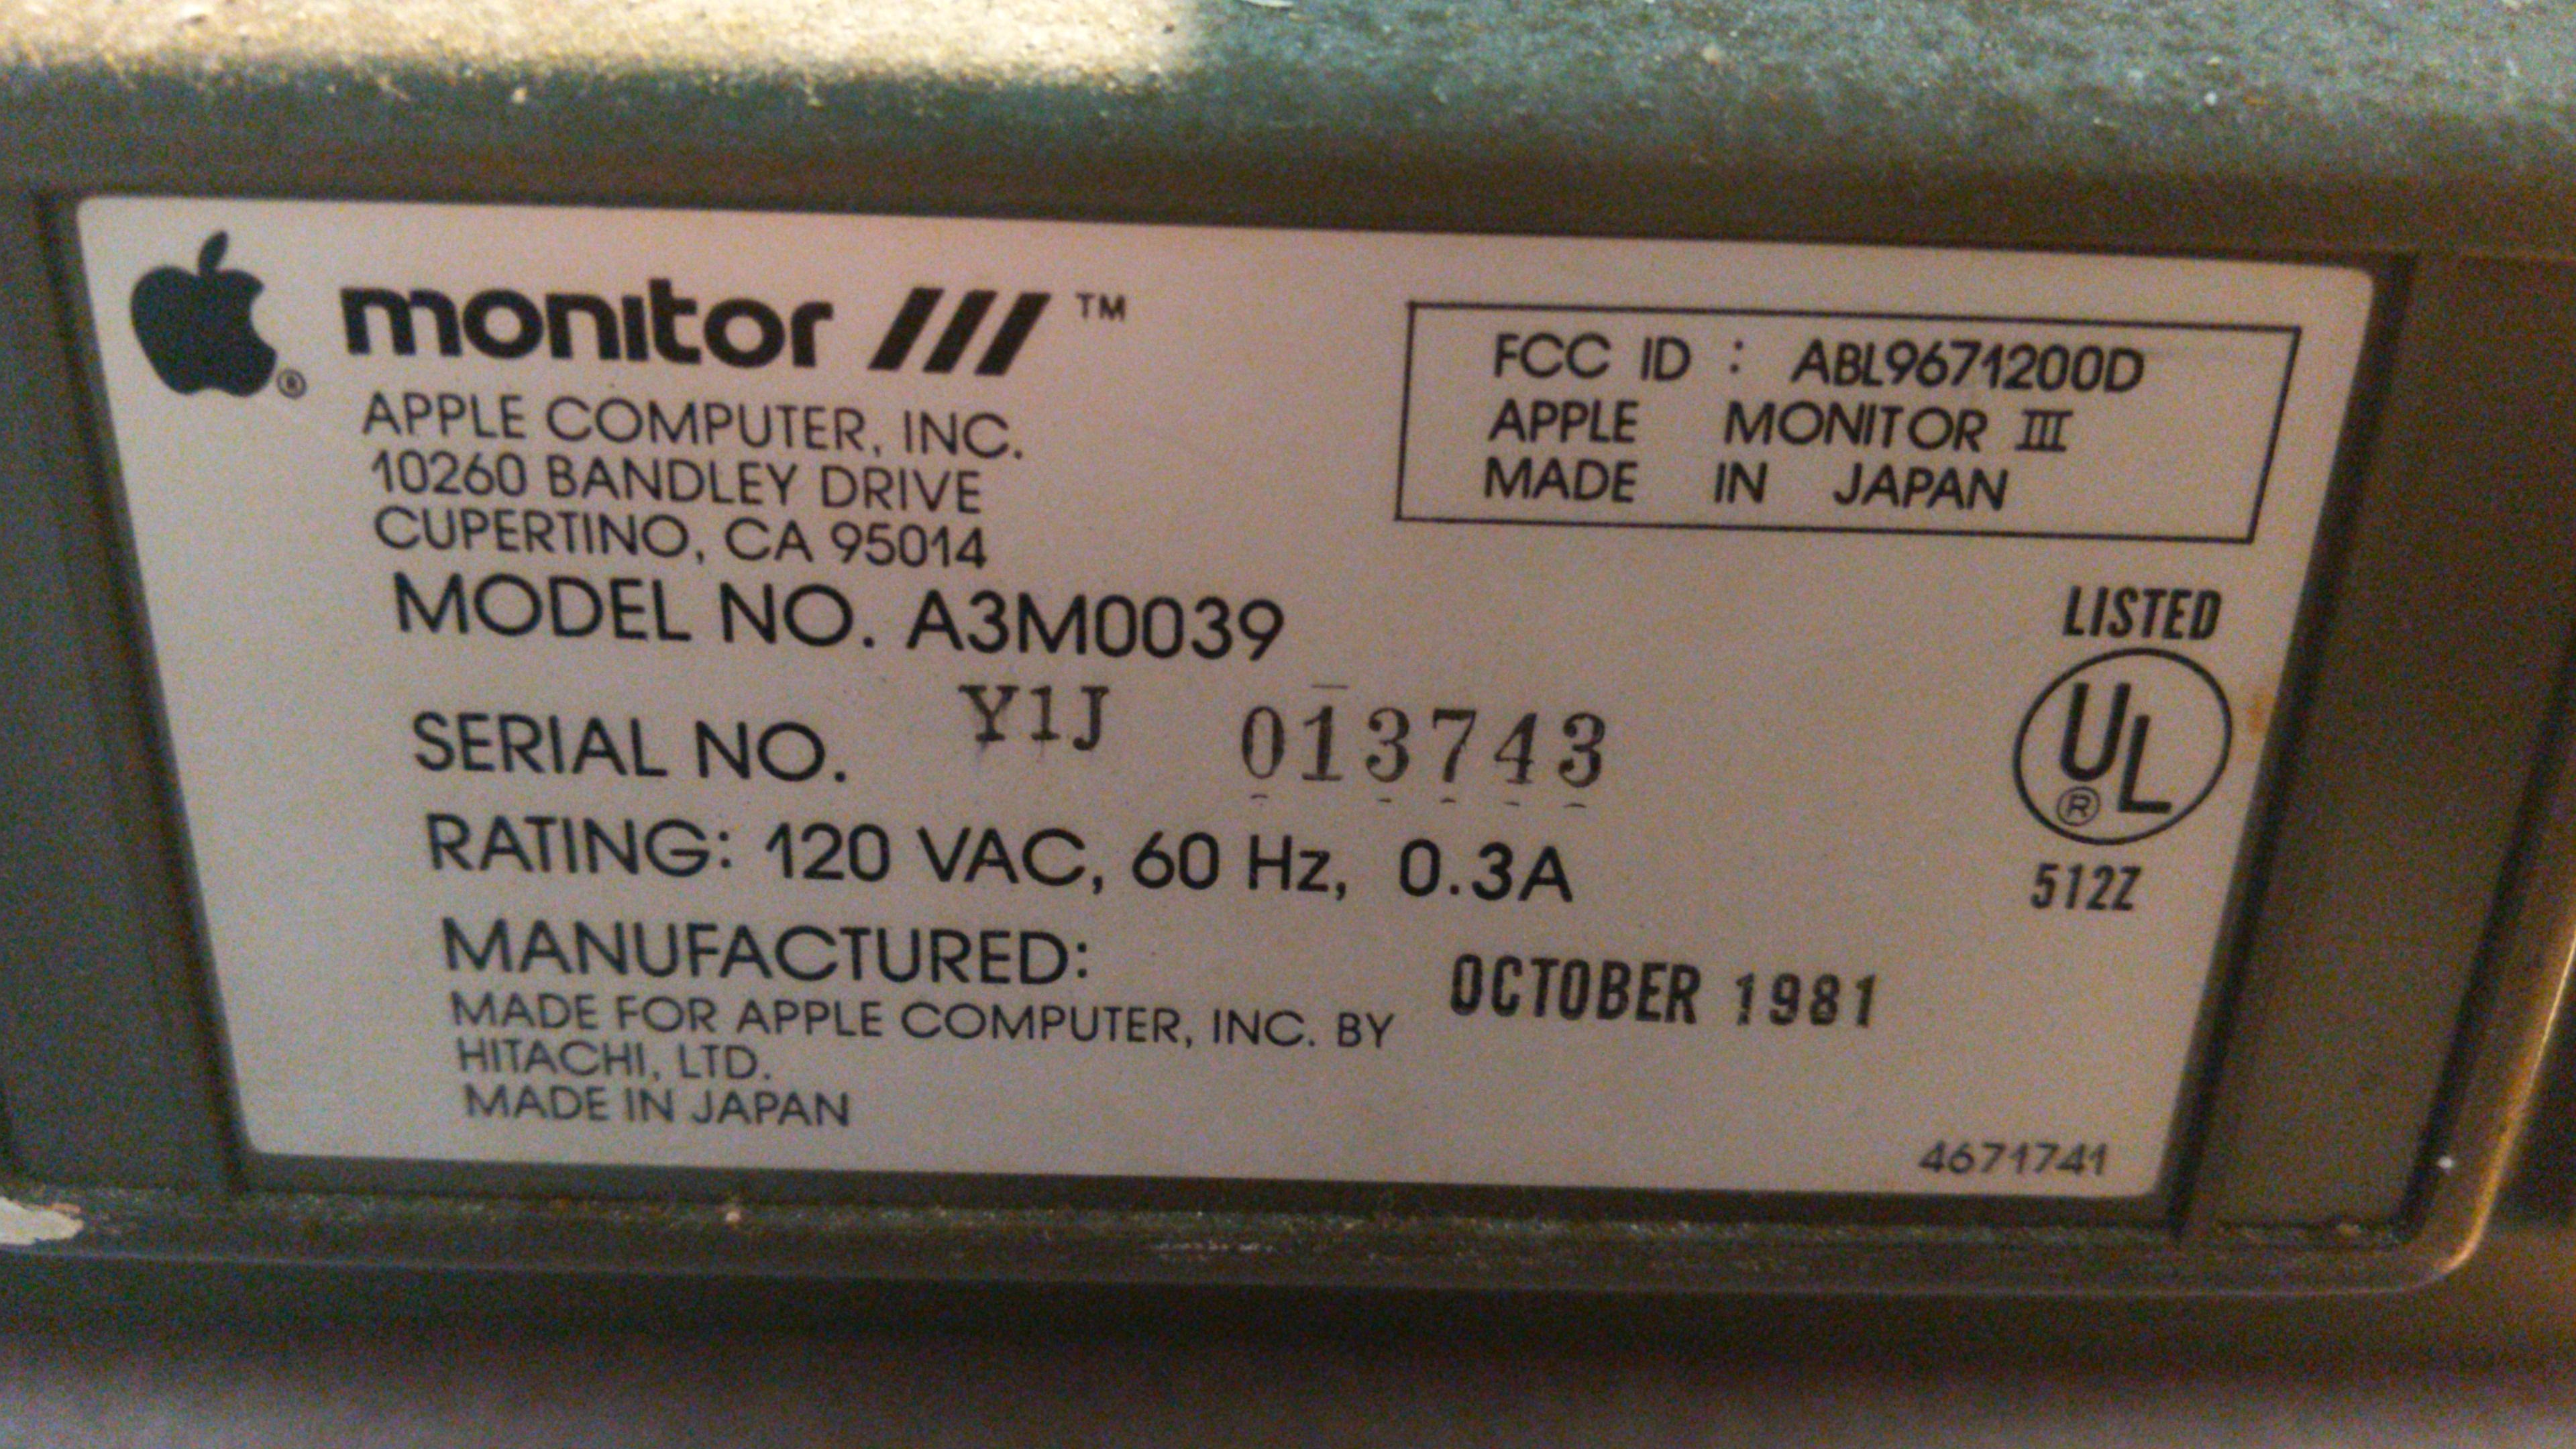 monitor ///™
APPLE COMPUTER, INC.
10260 BANDLEY DRIVE
CUPERTINO, CA 95014
MODEL NO. A3M0039
SERIAL NO. Y1J 013743
RATING: 120 VAC, 60 Hz, 0.3A
MANUFACTURED: OCTOBER 1981
MADE FOR APPLE COMPUTER, INC. BY
HITACHI, LTD.
MADE IN JAPAN
FCC ID : ABL9671200D
APPLE MONITOR III
MADE IN JAPAN
LISTED
UL®
512Z
4671741